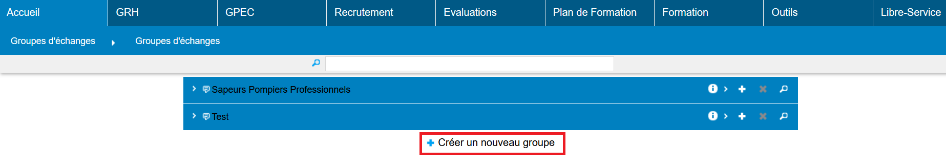 Accueil GRH GPEC Recrutement Evaluations Plan de Formation Formation Outils Libre-Service
Groupes d'échanges Groupes d'échanges
Sapeurs Pompiers Professionnels
Test
Créer un nouveau groupe